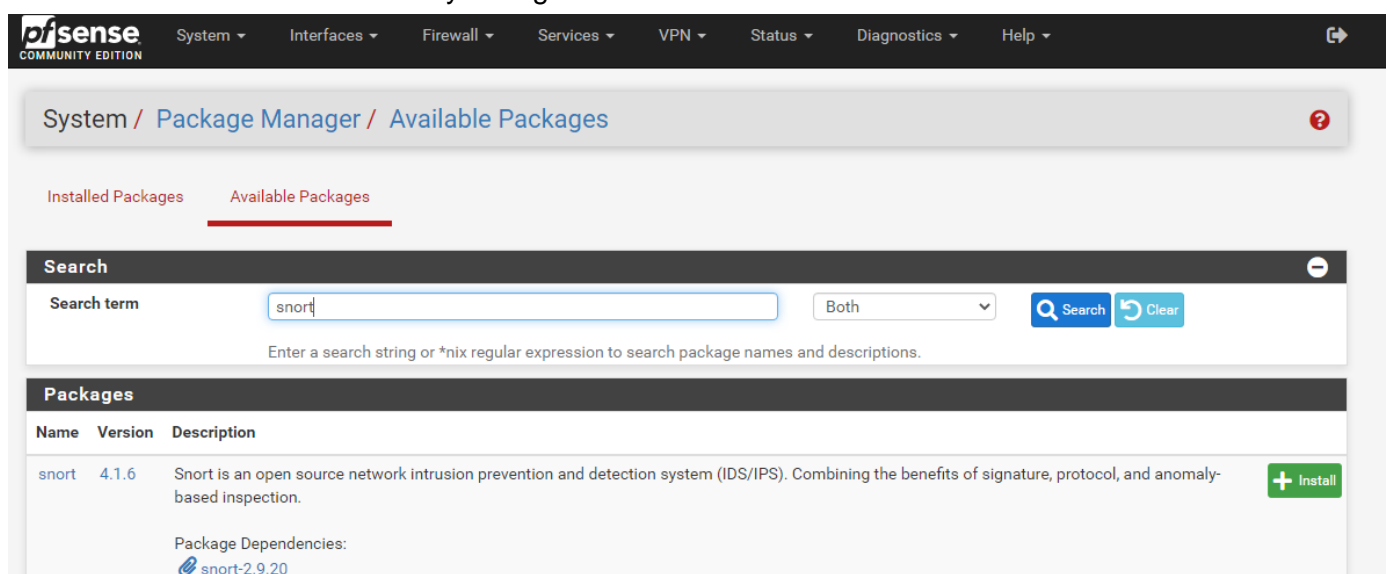 pfsense
COMMUNITY EDITION
System Interfaces Firewall Services VPN Status Diagnostics Help
System / Package Manager / Available Packages
Installed Packages Available Packages
Search
Search term snort Both Search Clear
Enter a search string or *nix regular expression to search package names and descriptions.
Packages
Name Version Description
snort 4.1.6 Snort is an open source network intrusion prevention and detection system (IDS/IPS). Combining the benefits of signature, protocol, and anomaly- Install
based inspection.
Package Dependencies:
snort-2.9.20